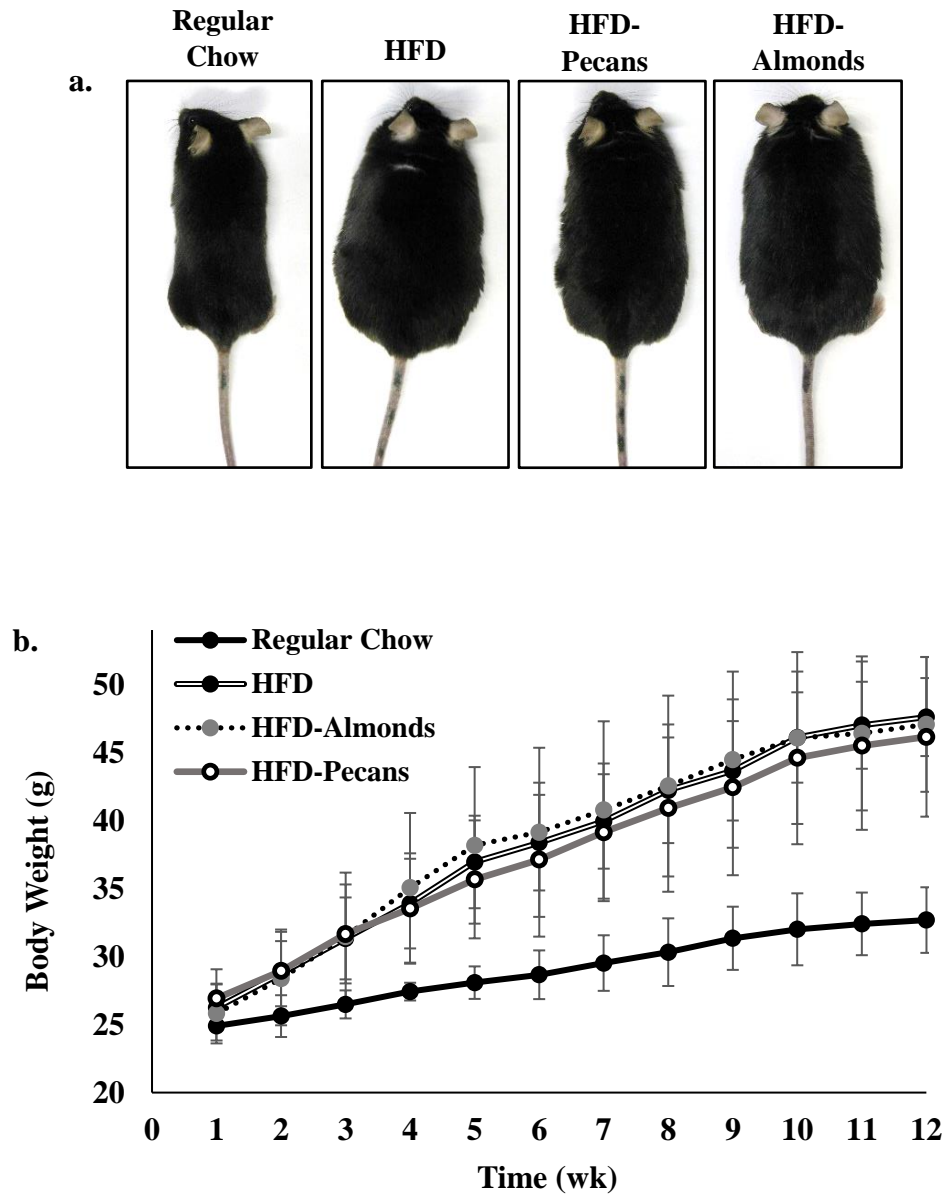 Regular
Chow
HFD
HFD-
Pecans
HFD-
Almonds
a.
b.
Regular Chow
HFD
HFD-Almonds
HFD-Pecans
50
45
40
35
30
25
20
Body Weight (g)
0 1 2 3 4 5 6 7 8 9 10 11 12
Time (wk)